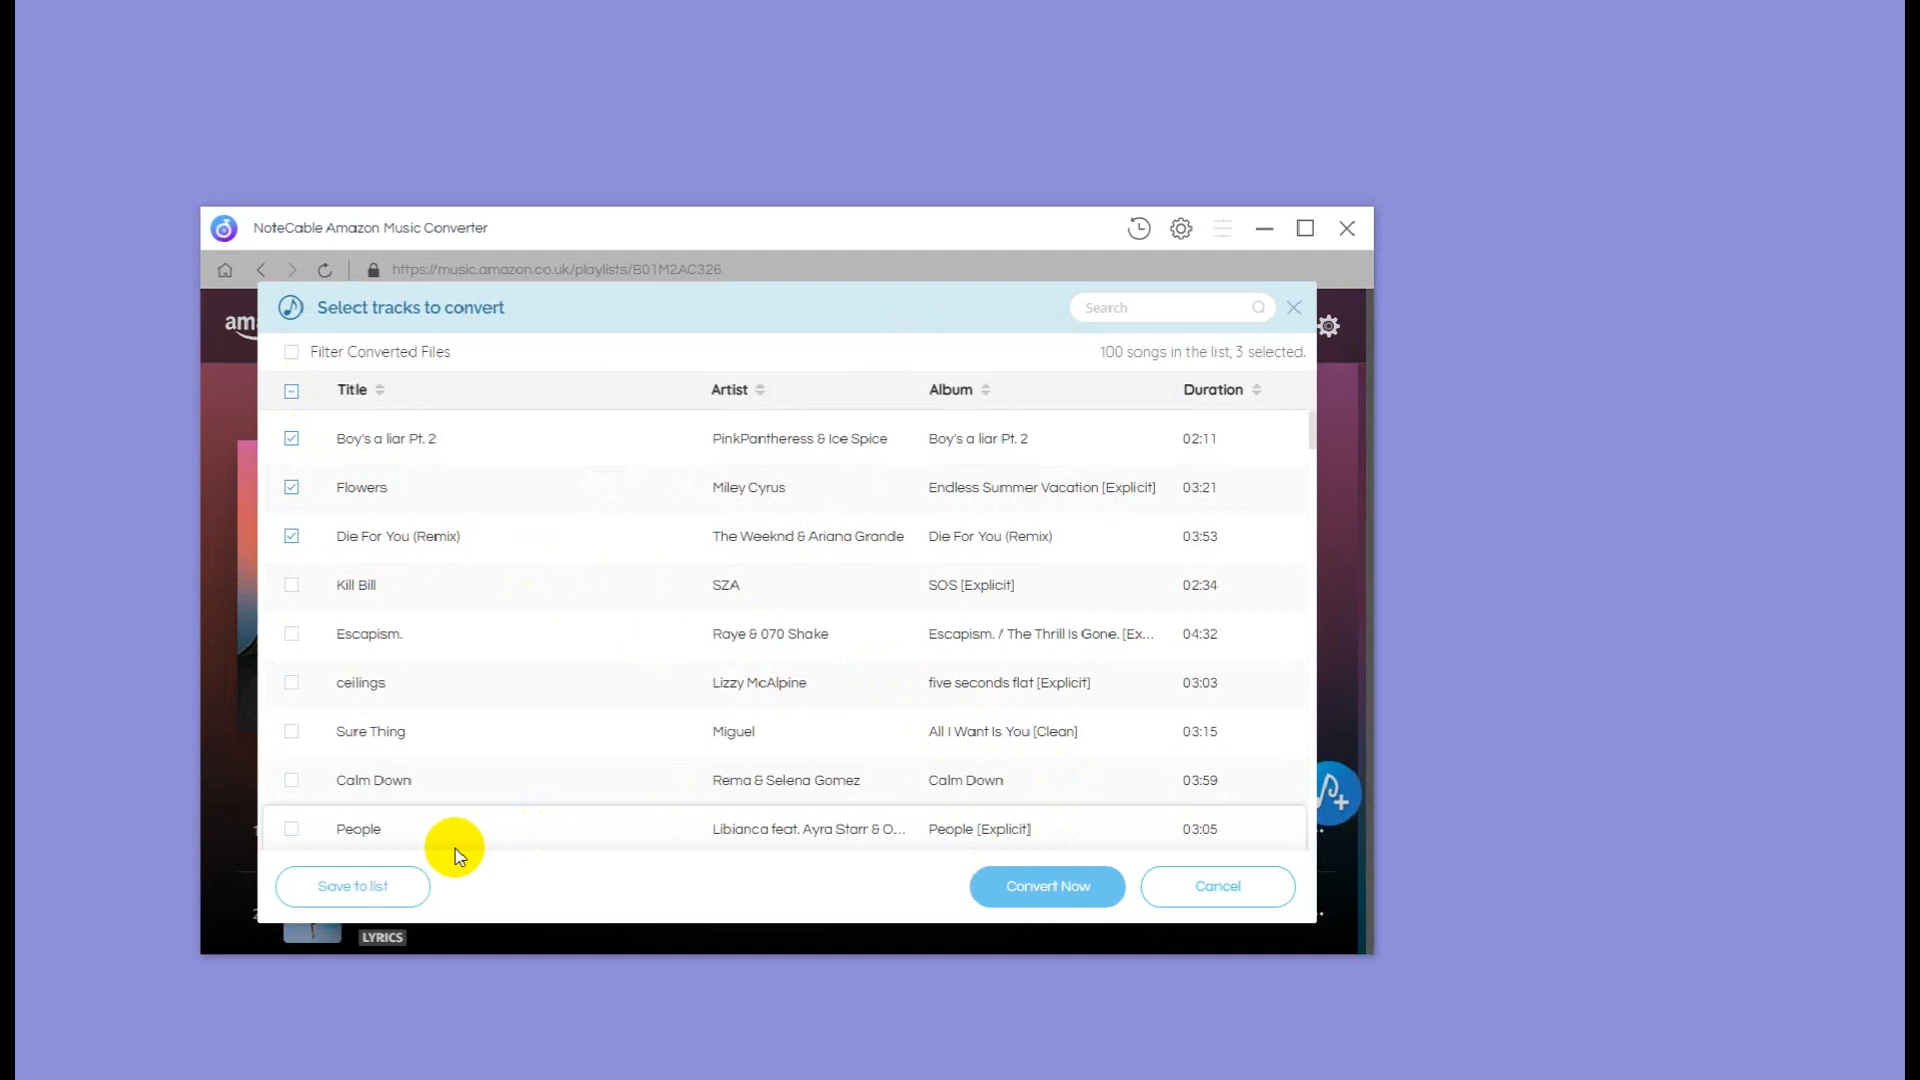 NoteCable Amazon Music Converter
https://music.amazon.co.uk/playlists/B01M2AC326
am
Select tracks to convert
Search
Filter Converted Files
100 songs in the list, 3 selected.
Title Artist Album Duration
Boy's a liar Pt. 2 PinkPantheress & Ice Spice Boy's a liar Pt. 2 02:11
Flowers Miley Cyrus Endless Summer Vacation [Explicit] 03:21
Die For You (Remix) The Weeknd & Ariana Grande Die For You (Remix) 03:53
Kill Bill SZA SOS [Explicit] 02:34
Escapism. Raye & 070 Shake Escapism. / The Thrill Is Gone. [Ex... 04:32
ceilings Lizzy McAlpine five seconds flat [Explicit] 03:03
Sure Thing Miguel All I Want Is You [Clean] 03:15
Calm Down Rema & Selena Gomez Calm Down 03:59
People Libianca feat. Ayra Starr & O... People [Explicit] 03:05
Save to list Convert Now Cancel
LYRICS